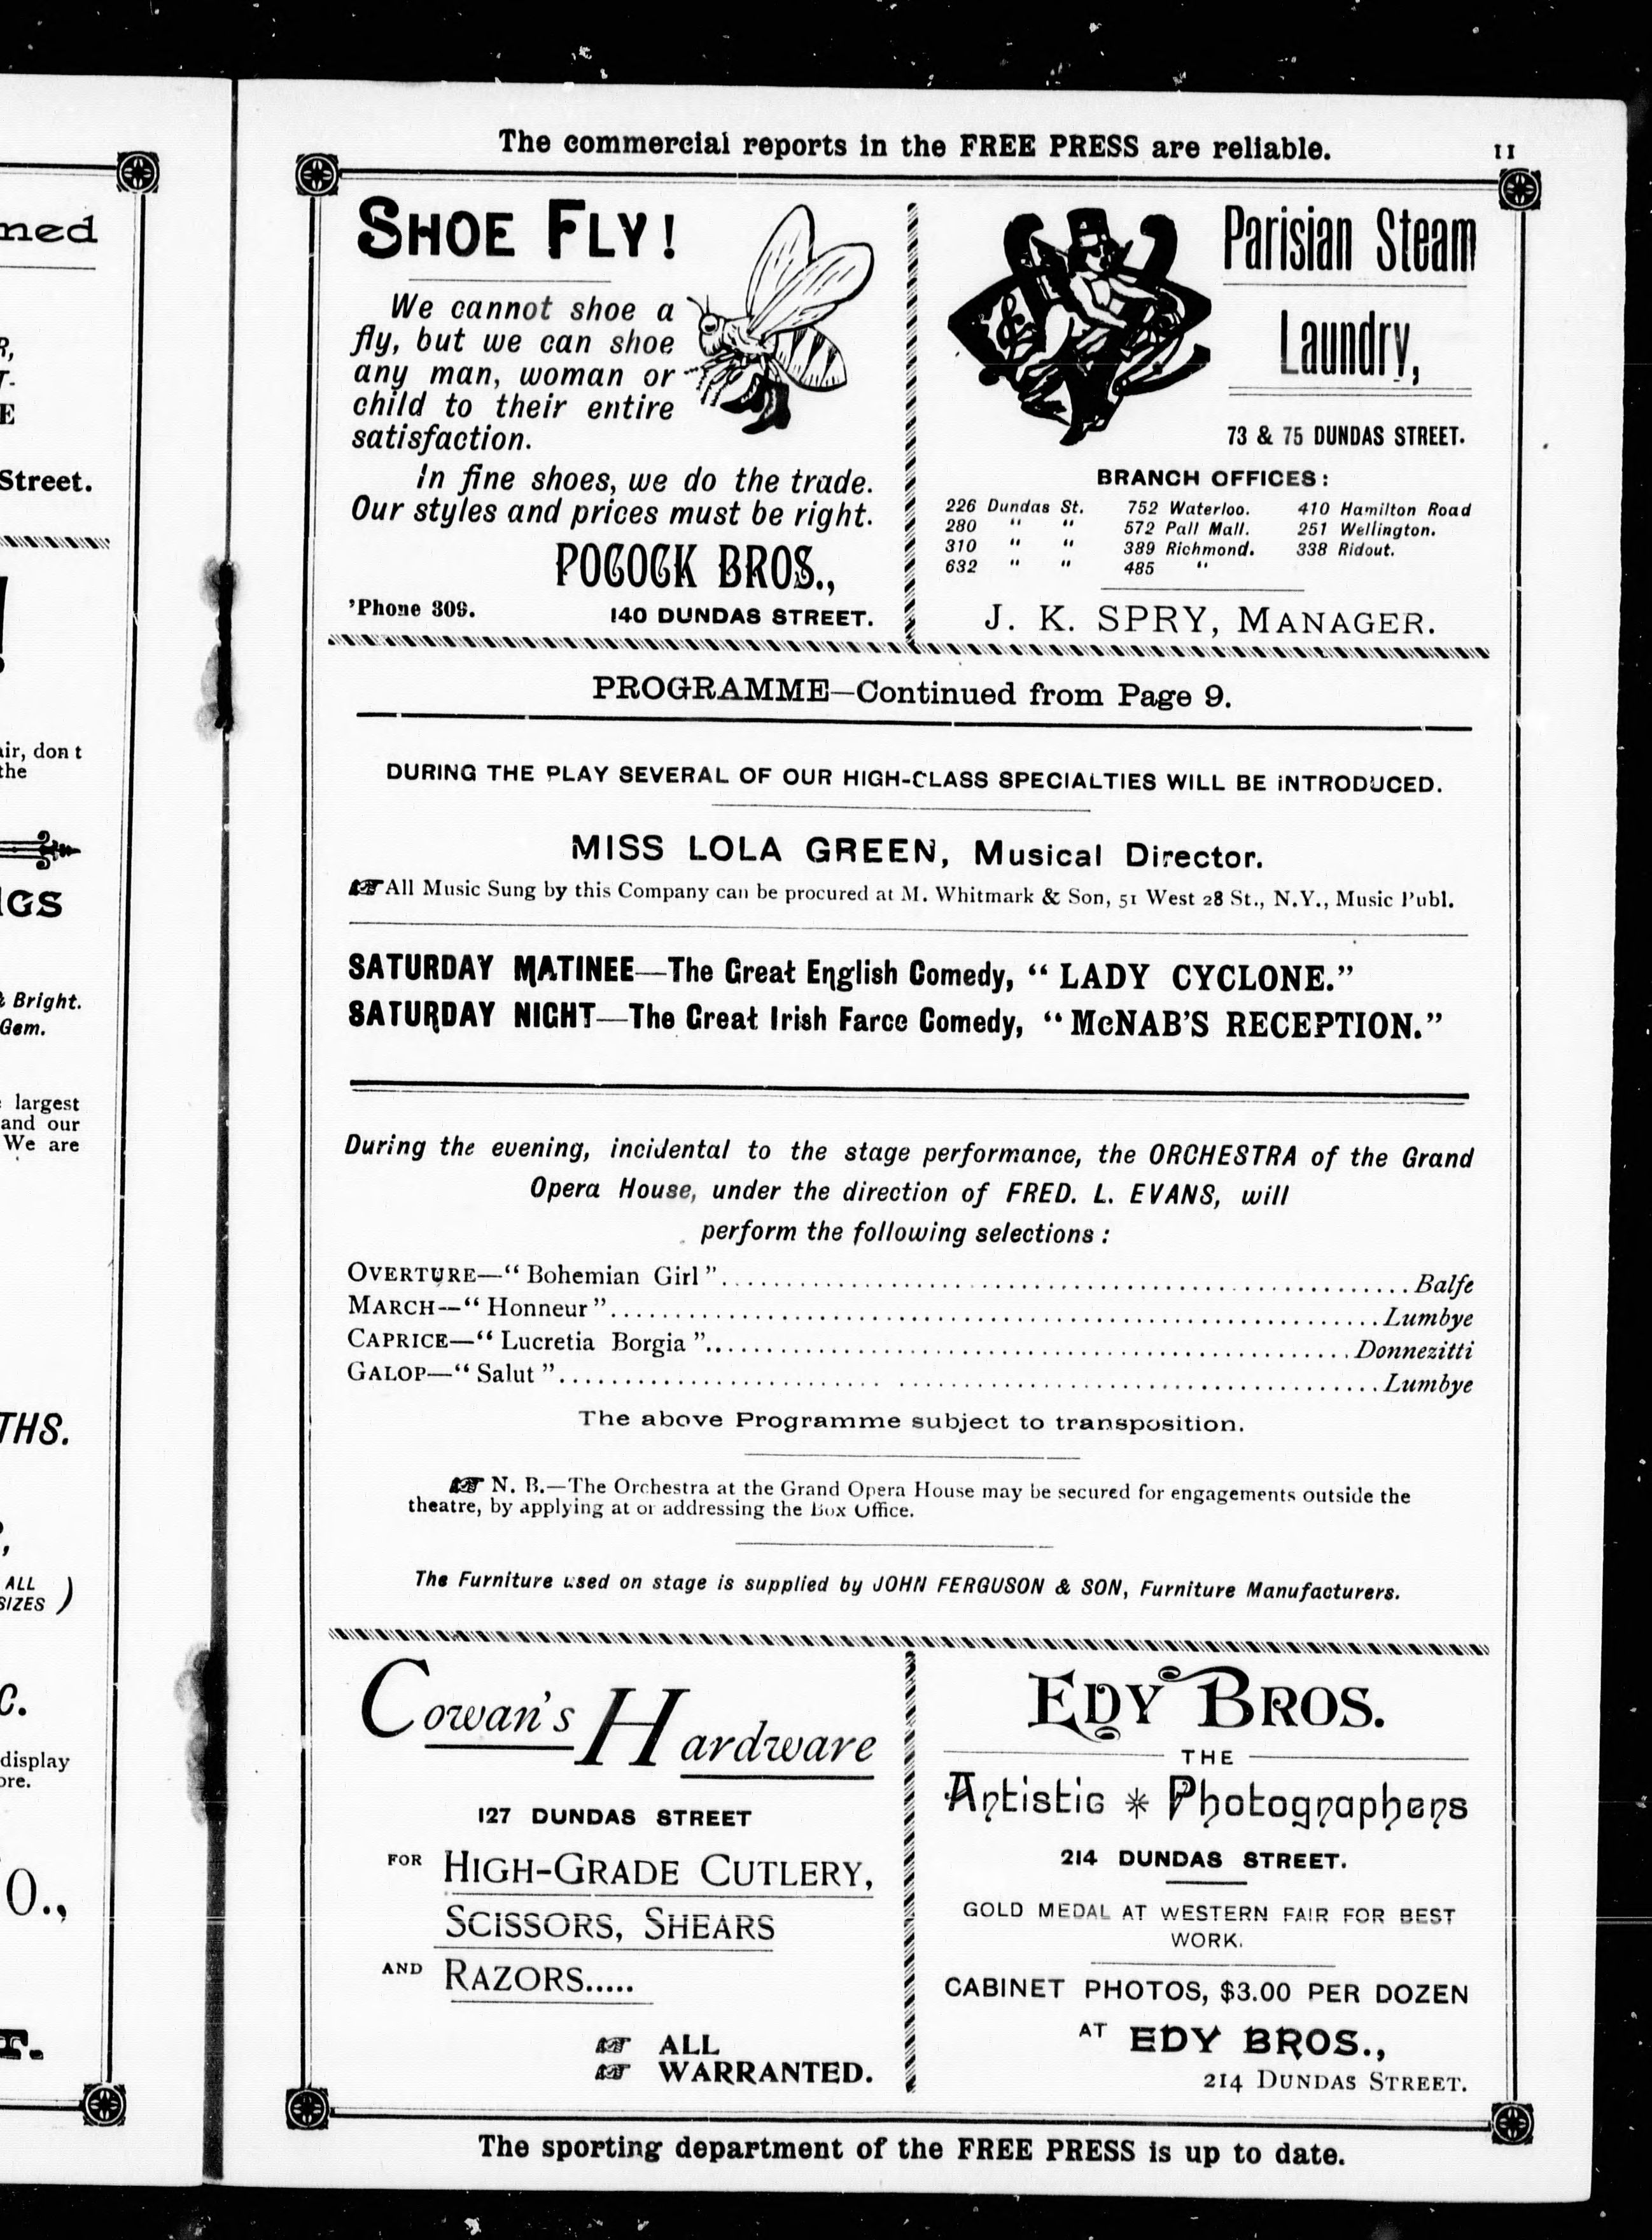 The commercial reports in the FREE PRESS are reliable.
11
SHOE FLY!
We cannot shoe a
fly, but we can shoe
any man, woman or
child to their entire
satisfaction.
In fine shoes, we do the trade.
Our styles and prices must be right.
POCOCK BROS.,
'Phone 309.
140 DUNDAS STREET.
Parisian Steam
Laundry,
73 & 75 DUNDAS STREET.
BRANCH OFFICES:
226 Dundas St. 752 Waterloo. 410 Hamilton Road
280 " " 572 Pall Mall. 251 Wellington.
310 " " 389 Richmond. 338 Ridout.
632 " " 485 "
J. K. SPRY, MANAGER.
PROGRAMME—Continued from Page 9.
DURING THE PLAY SEVERAL OF OUR HIGH-CLASS SPECIALTIES WILL BE INTRODUCED.
MISS LOLA GREEN, Musical Director.
☞ All Music Sung by this Company can be procured at M. Whitmark & Son, 51 West 28 St., N.Y., Music Publ.
SATURDAY MATINEE—The Great English Comedy, "LADY CYCLONE."
SATURDAY NIGHT—The Great Irish Farce Comedy, "McNAB'S RECEPTION."
During the evening, incidental to the stage performance, the ORCHESTRA of the Grand
Opera House, under the direction of FRED. L. EVANS, will
perform the following selections:
OVERTURE—"Bohemian Girl"..........Balfe
MARCH—"Honneur"..........Lumbye
CAPRICE—"Lucretia Borgia"..........Donnezitti
GALOP—"Salut"..........Lumbye
The above Programme subject to transposition.
☞ N. B.—The Orchestra at the Grand Opera House may be secured for engagements outside the
theatre, by applying at or addressing the Box Office.
The Furniture used on stage is supplied by JOHN FERGUSON & SON, Furniture Manufacturers.
Cowan's Hardware
127 DUNDAS STREET
FOR HIGH-GRADE CUTLERY,
SCISSORS, SHEARS
AND RAZORS.....
☞ ALL
☞ WARRANTED.
EDY BROS.
THE
Artistic * Photographers
214 DUNDAS STREET.
GOLD MEDAL AT WESTERN FAIR FOR BEST
WORK.
CABINET PHOTOS, $3.00 PER DOZEN
AT EDY BROS.,
214 DUNDAS STREET.
The sporting department of the FREE PRESS is up to date.